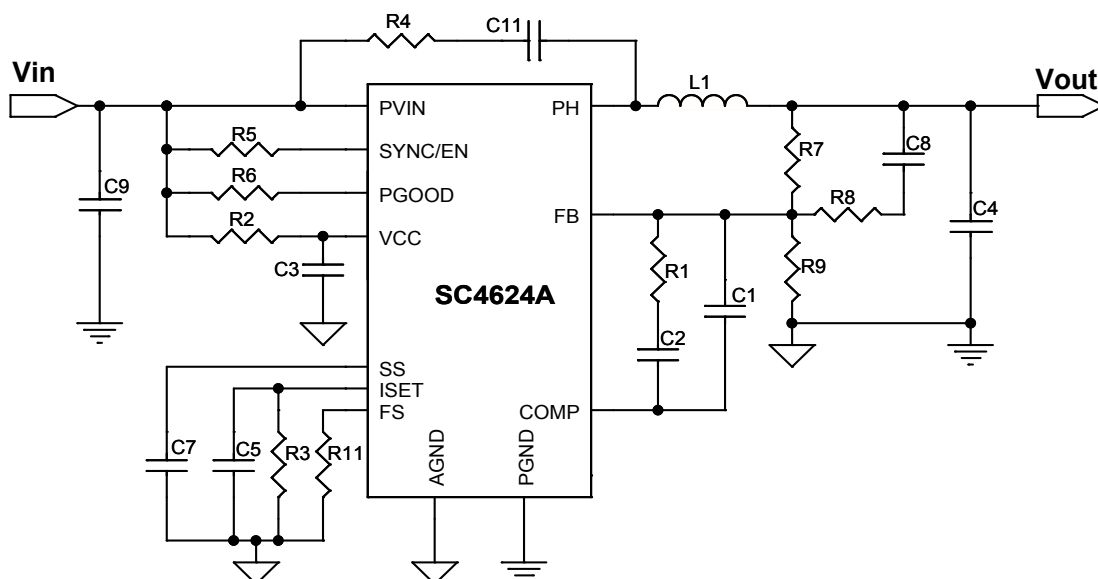 R4
C11
Vin
L1
Vout
PVIN
PH
R5
SYNC/EN
R7
C8
R6
PGOOD
C9
R8
R2
FB
C4
VCC
C3
R1
R9
SC4624A
C1
C2
SS
ISET
FS
COMP
C7
C5
R3
R11
AGND
PGND